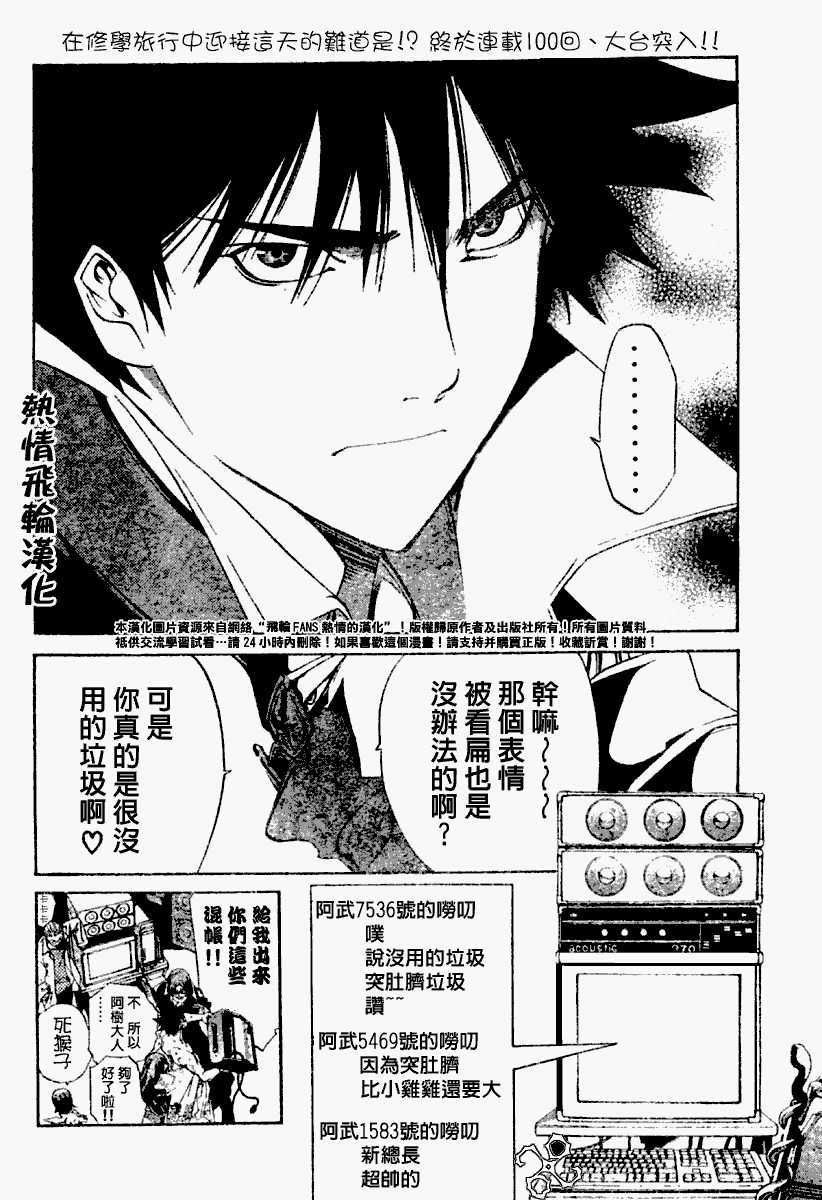 在修學旅行中迎接這天的難道是!? 終於連載100回、大台突入!!
熱情飛輪漢化
本漢化圖片資源來自網絡“飛輪FANS 熱情的漢化”！版權歸原作者及出版社所有！所有圖片質料
祗供交流學習試看…請24小時內刪除！如果喜歡這個漫畫！請支持并購買正版！收藏訢賞！謝謝！
‥‥‥‥‥
幹嘛~~~
那個表情
被看扁也是
沒辦法的啊?
可是
你真的是很沒
用的垃圾啊♡
給我出來
你們這些
混帳!!
不 所以
阿樹大人
……
夠了
好了啦!!
死猴子
阿武7536號的嘮叨
噗
說沒用的垃圾
突肚臍垃圾
讚~~
阿武5469號的嘮叨
因為突肚臍
比小雞雞還要大
阿武1583號的嘮叨
新總長
超帥的
acoustic 270